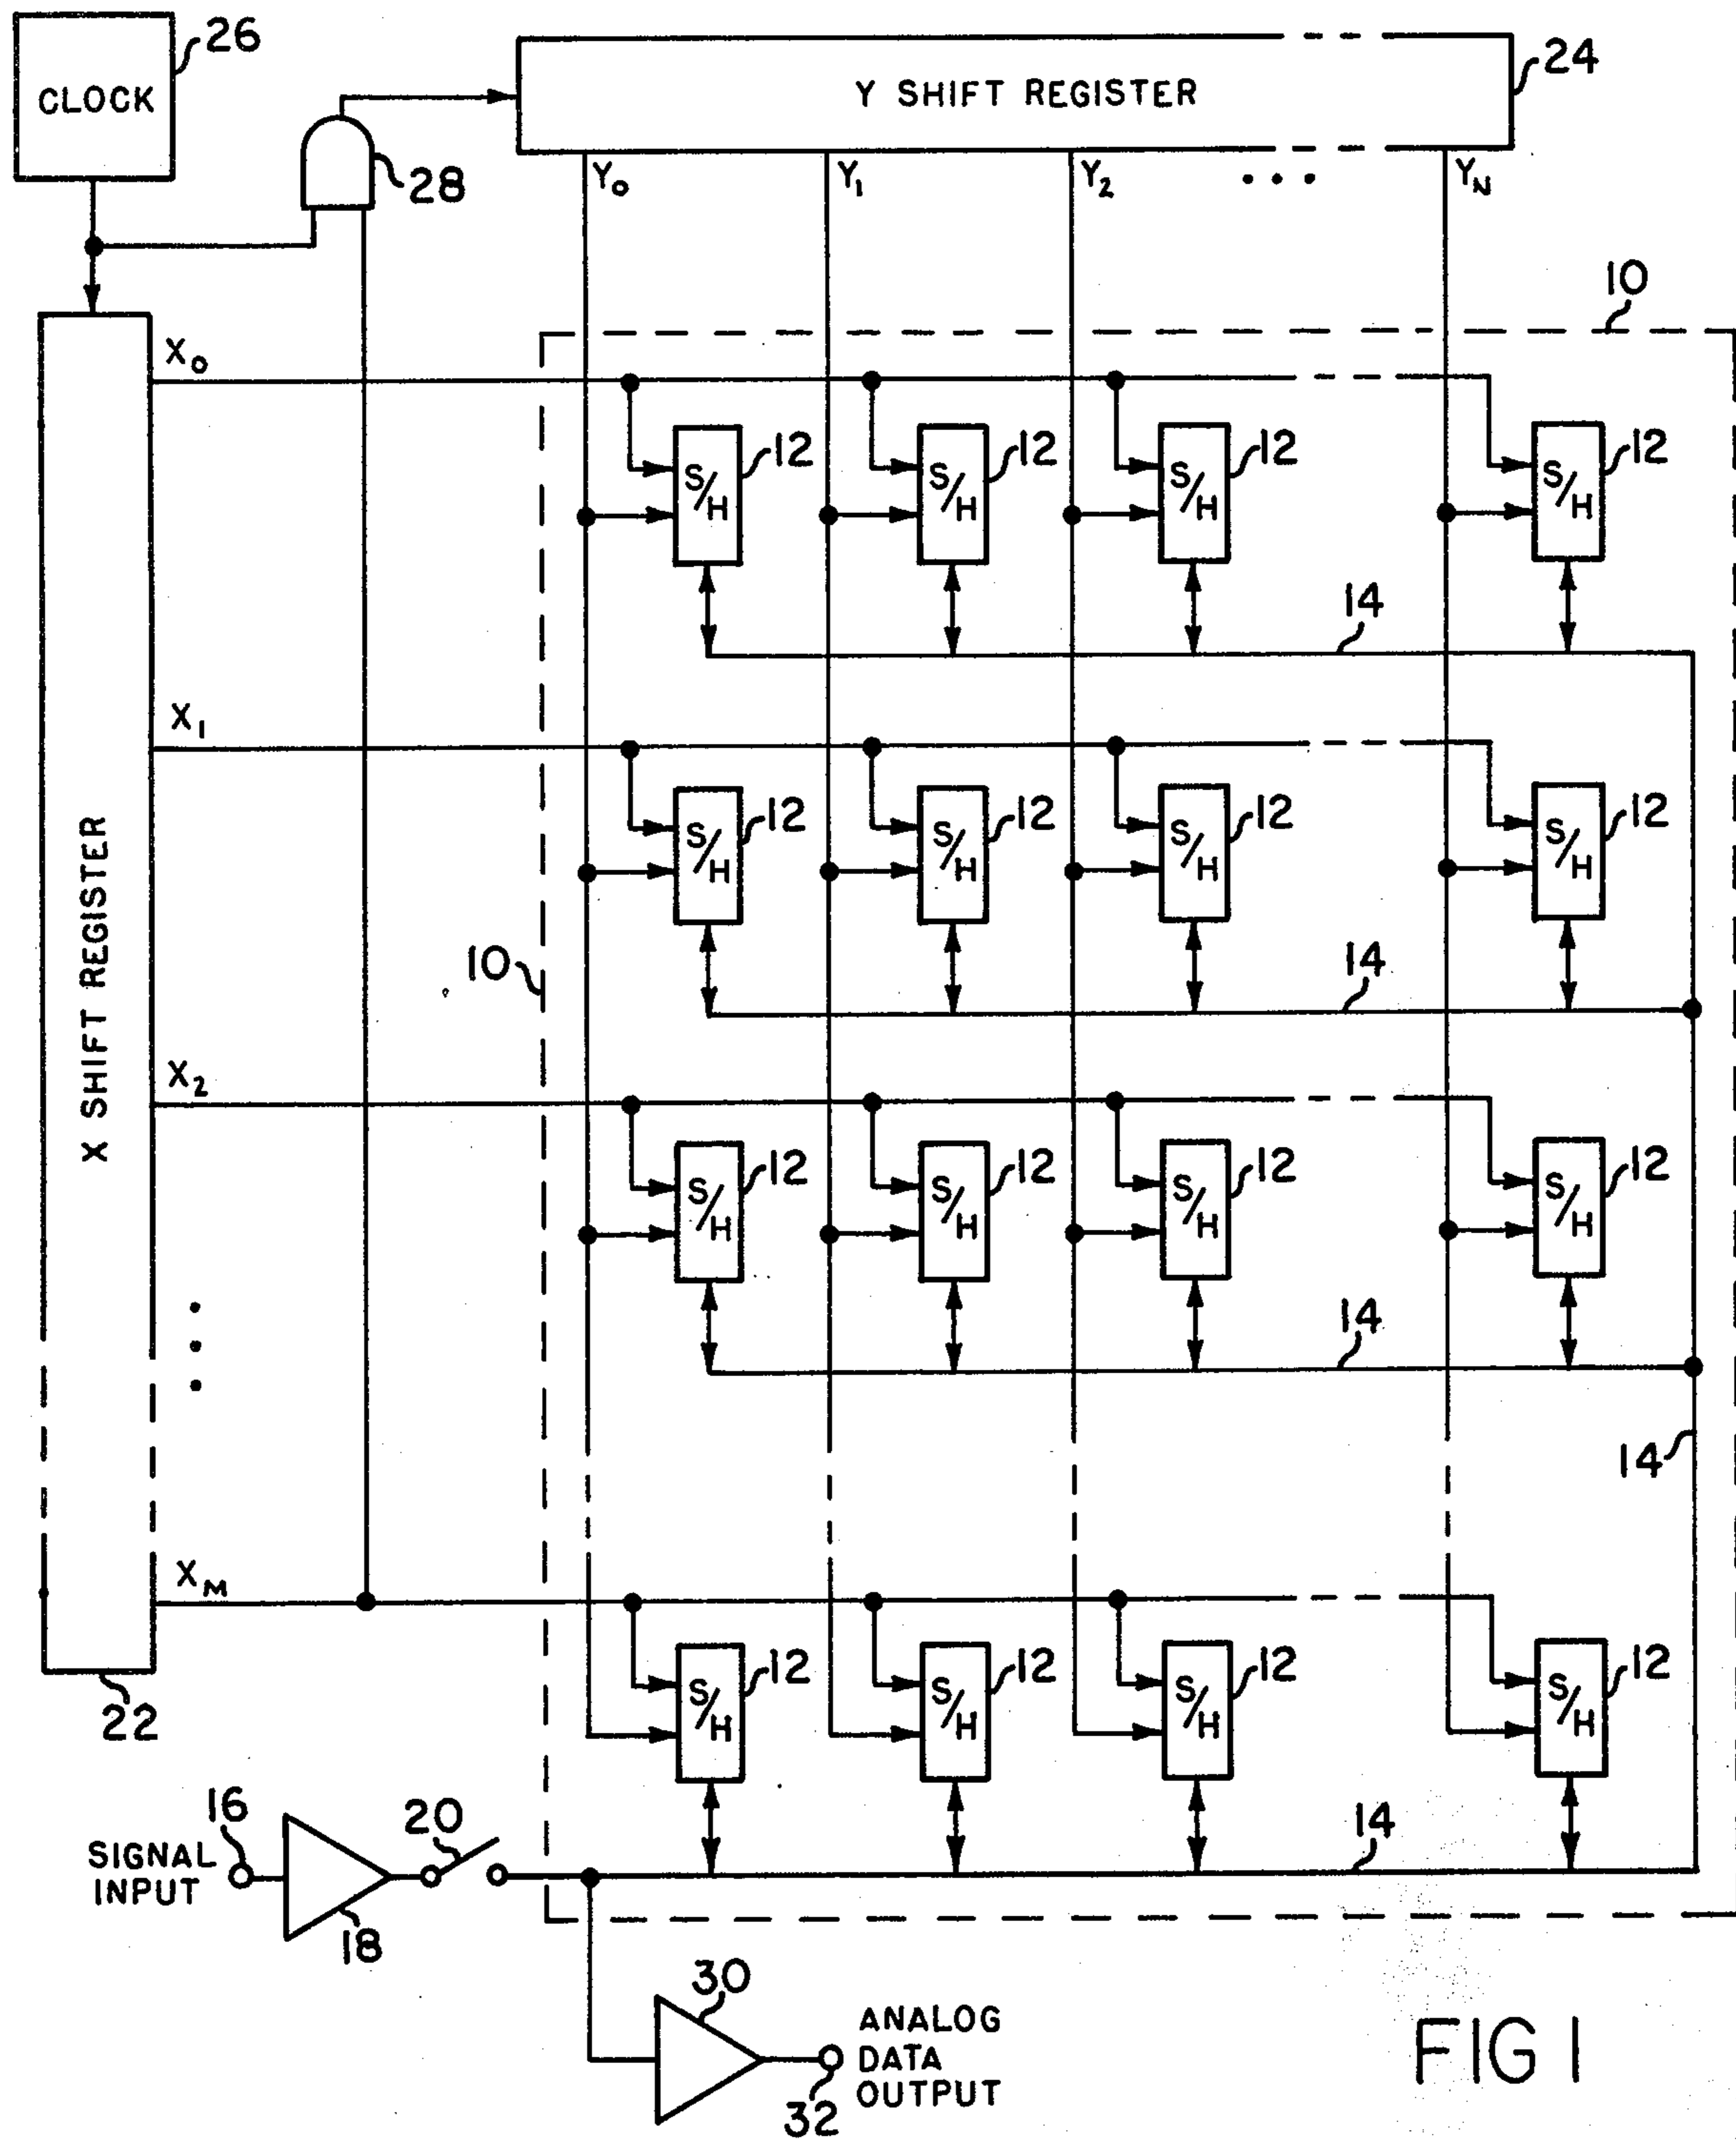 CLOCK
26
28
Y SHIFT REGISTER
24
Y0 Y1 Y2 ... YN
10
X0
S/H 12 S/H 12 S/H 12 S/H 12
14
X1
S/H 12 S/H 12 S/H 12 S/H 12
10
14
X SHIFT REGISTER
X2
S/H 12 S/H 12 S/H 12 S/H 12
14
14
XM
S/H 12 S/H 12 S/H 12 S/H 12
22
16
SIGNAL
INPUT
18
20
14
30
ANALOG
DATA
OUTPUT
32
FIG 1